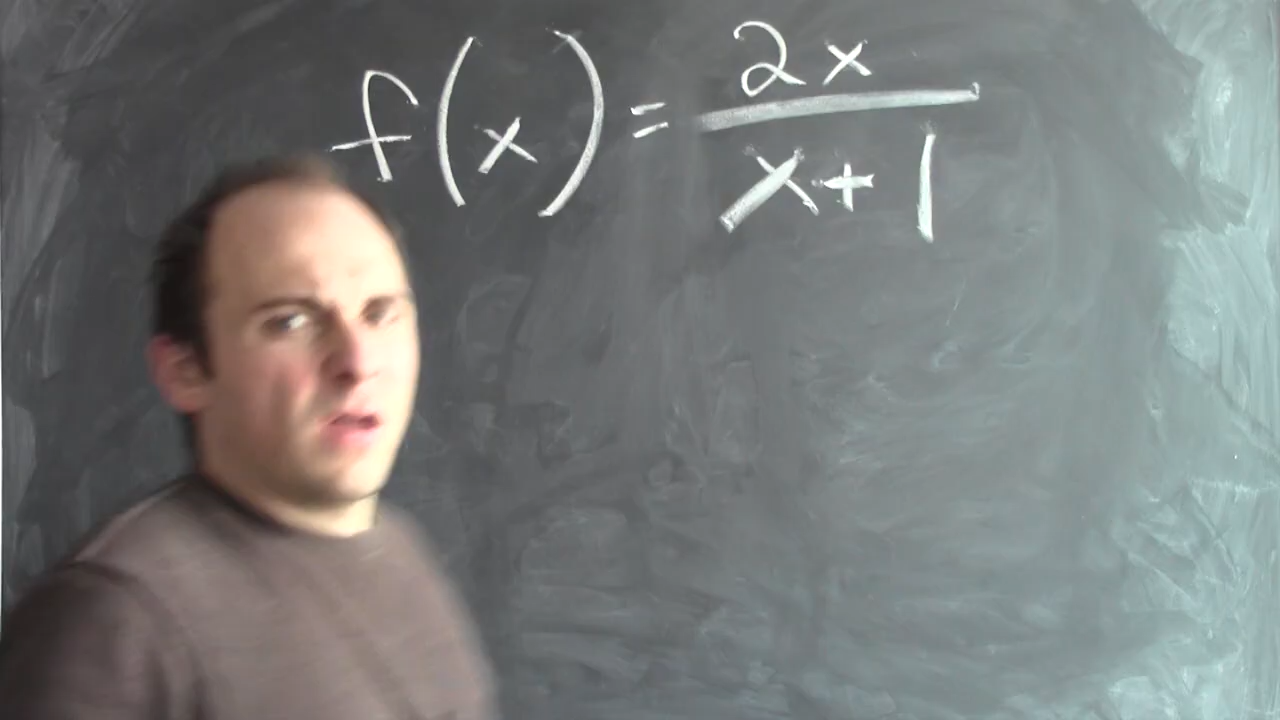 f(x) = 2x / x+1